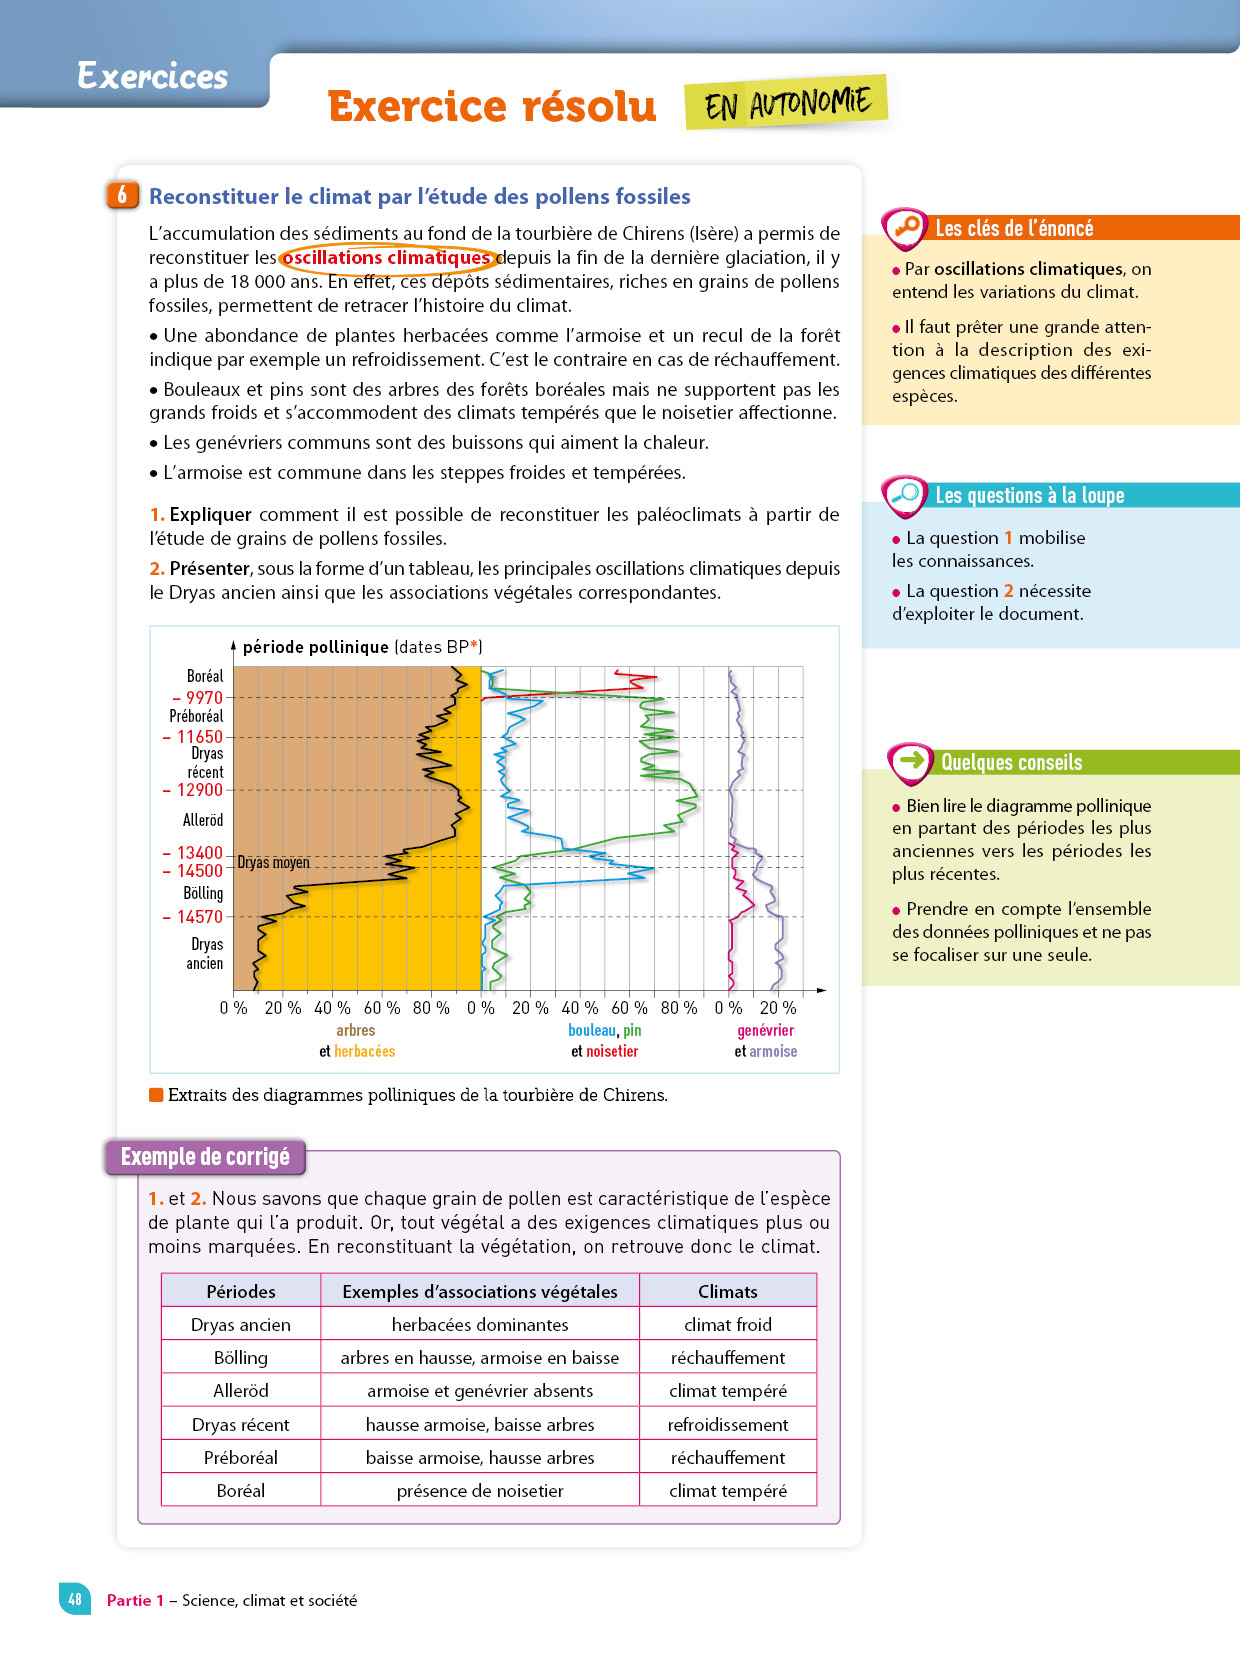 Exercices
Exercice résolu EN AUTONOMIE
6 Reconstituer le climat par l’étude des pollens fossiles
L’accumulation des sédiments au fond de la tourbière de Chirens (Isère) a permis de
reconstituer les oscillations climatiques depuis la fin de la dernière glaciation, il y
a plus de 18 000 ans. En effet, ces dépôts sédimentaires, riches en grains de pollens
fossiles, permettent de retracer l’histoire du climat.
• Une abondance de plantes herbacées comme l’armoise et un recul de la forêt
indique par exemple un refroidissement. C’est le contraire en cas de réchauffement.
• Bouleaux et pins sont des arbres des forêts boréales mais ne supportent pas les
grands froids et s’accommodent des climats tempérés que le noisetier affectionne.
• Les genévriers communs sont des buissons qui aiment la chaleur.
• L’armoise est commune dans les steppes froides et tempérées.
1. Expliquer comment il est possible de reconstituer les paléoclimats à partir de
l’étude de grains de pollens fossiles.
2. Présenter, sous la forme d’un tableau, les principales oscillations climatiques depuis
le Dryas ancien ainsi que les associations végétales correspondantes.
période pollinique (dates BP*)
Boréal
– 9970
Préboréal
– 11650
Dryas
récent
– 12900
Alleröd
– 13400
Dryas moyen
– 14500
Bölling
– 14570
Dryas
ancien
0 % 20 % 40 % 60 % 80 % 0 % 20 % 40 % 60 % 80 % 0 % 20 %
arbres bouleau, pin genévrier
et herbacées et noisetier et armoise
Extraits des diagrammes polliniques de la tourbière de Chirens.
Exemple de corrigé
1. et 2. Nous savons que chaque grain de pollen est caractéristique de l’espèce
de plante qui l’a produit. Or, tout végétal a des exigences climatiques plus ou
moins marquées. En reconstituant la végétation, on retrouve donc le climat.
Périodes Exemples d’associations végétales Climats
Dryas ancien herbacées dominantes climat froid
Bölling arbres en hausse, armoise en baisse réchauffement
Alleröd armoise et genévrier absents climat tempéré
Dryas récent hausse armoise, baisse arbres refroidissement
Préboréal baisse armoise, hausse arbres réchauffement
Boréal présence de noisetier climat tempéré
Les clés de l’énoncé
• Par oscillations climatiques, on
entend les variations du climat.
• Il faut prêter une grande atten-
tion à la description des exi-
gences climatiques des différentes
espèces.
Les questions à la loupe
• La question 1 mobilise
les connaissances.
• La question 2 nécessite
d’exploiter le document.
Quelques conseils
• Bien lire le diagramme pollinique
en partant des périodes les plus
anciennes vers les périodes les
plus récentes.
• Prendre en compte l’ensemble
des données polliniques et ne pas
se focaliser sur une seule.
48 Partie 1 – Science, climat et société